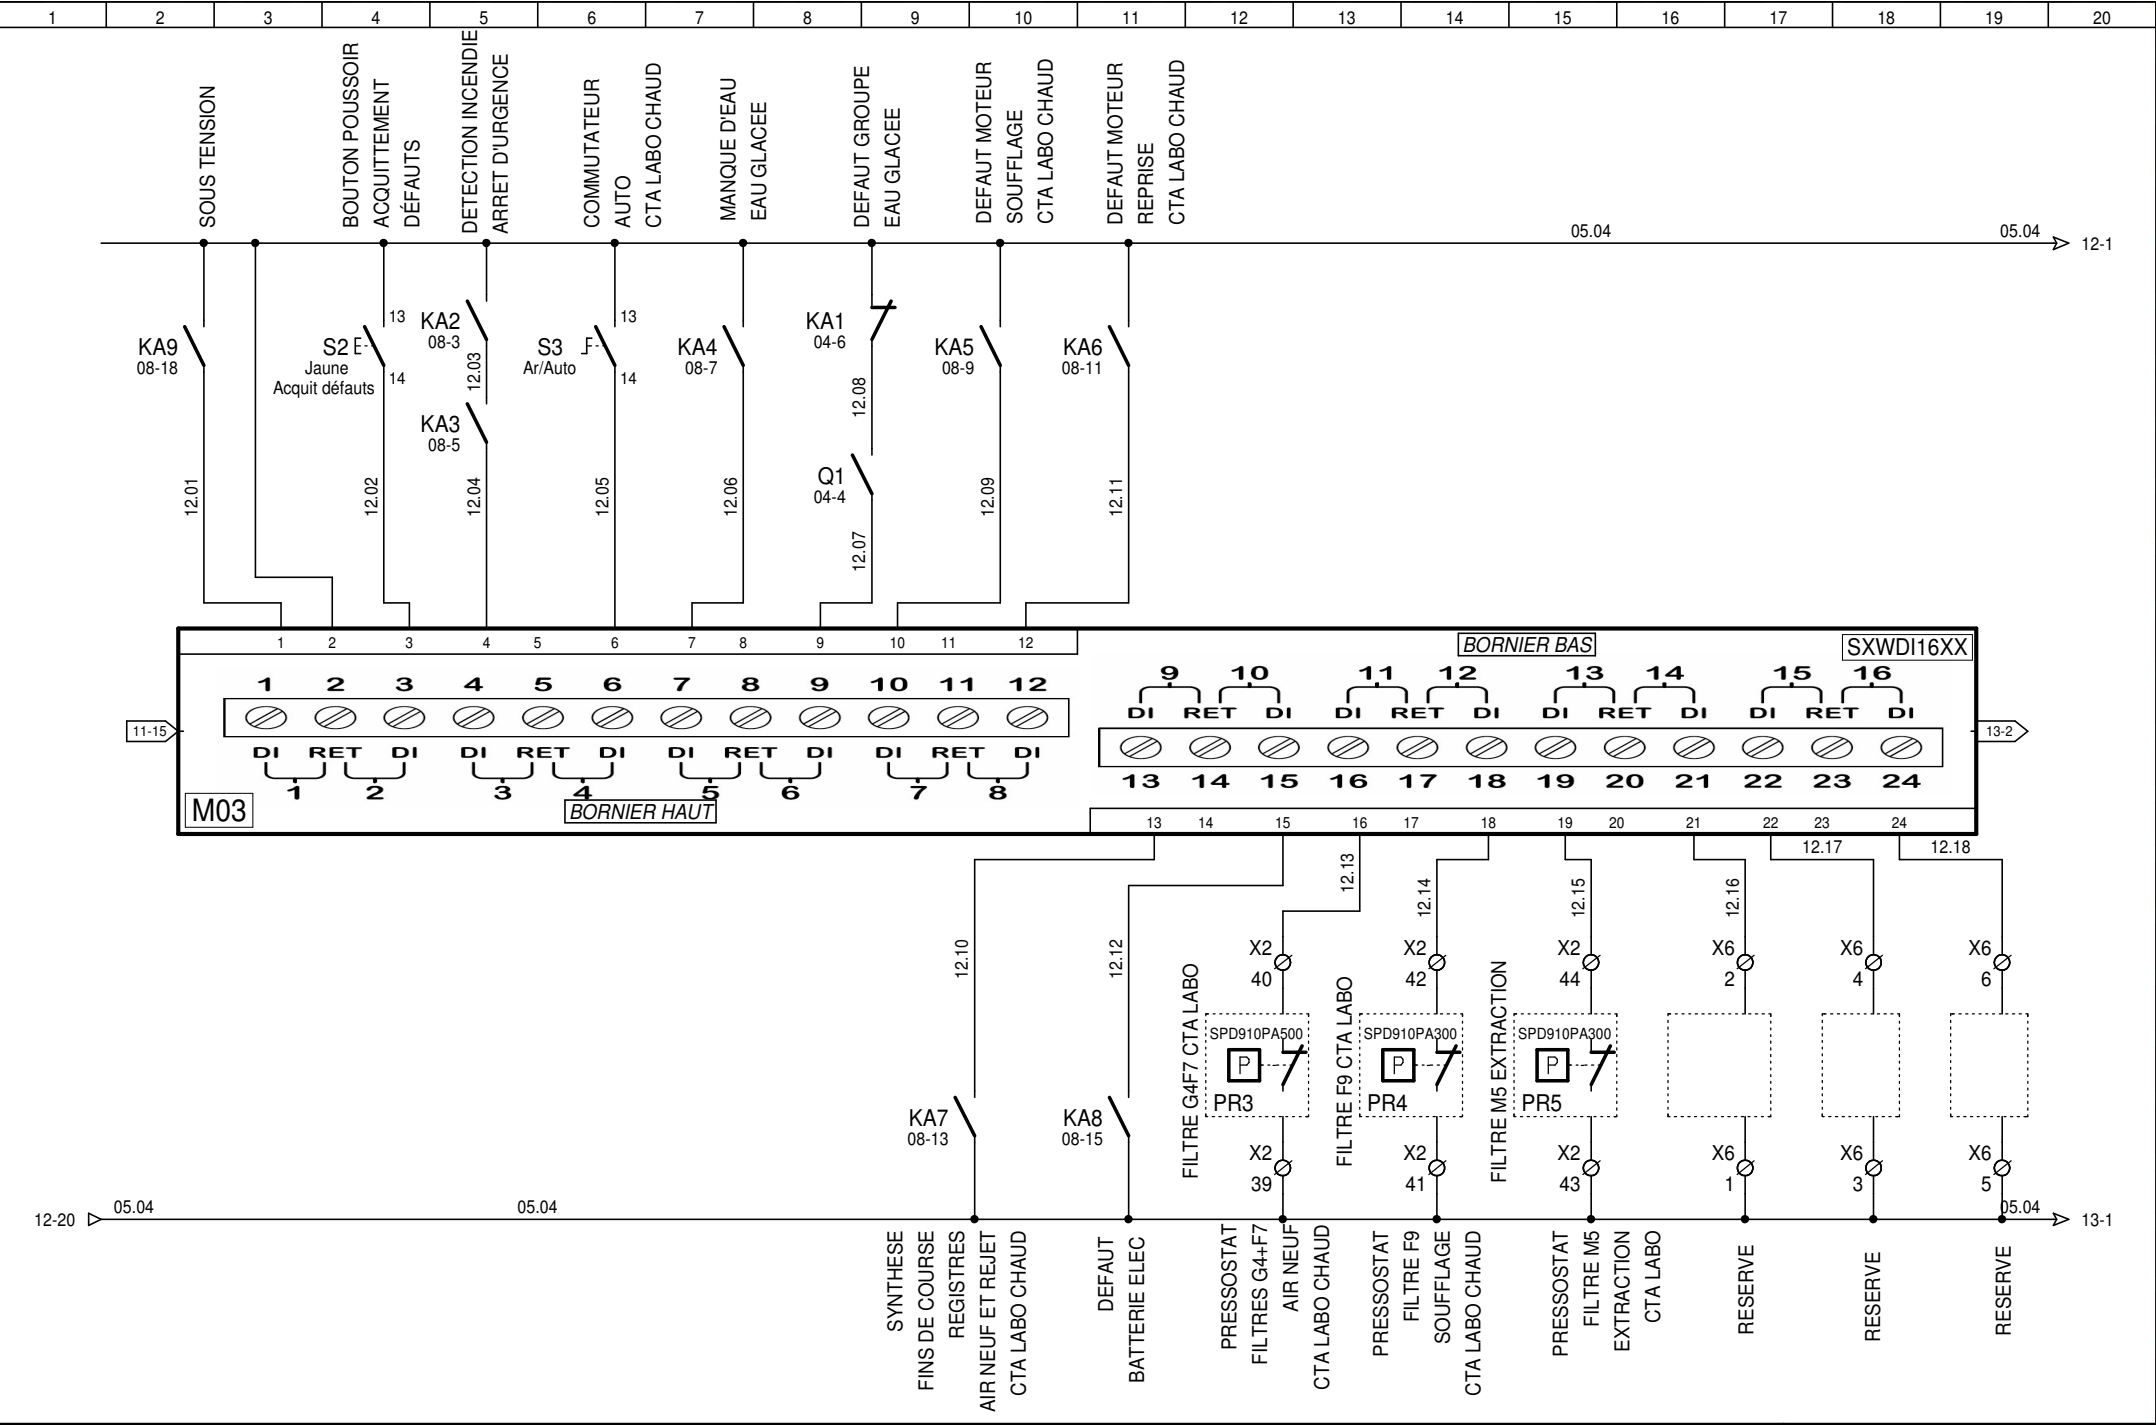 1 2 3 4 5 6 7 8 9 10 11 12 13 14 15 16 17 18 19 20
SOUS TENSION
BOUTON POUSSOIR
ACQUITTEMENT
DÉFAUTS
DETECTION INCENDIE
ARRET D'URGENCE
COMMUTATEUR
AUTO
CTA LABO CHAUD
MANQUE D'EAU
EAU GLACEE
DEFAUT GROUPE
EAU GLACEE
DEFAUT MOTEUR
SOUFFLAGE
CTA LABO CHAUD
DEFAUT MOTEUR
REPRISE
CTA LABO CHAUD
05.04
05.04
12-1
KA9
08-18
12.01
S2
Jaune
Acquit défauts
13
14
12.02
KA2
08-3
12.03
KA3
08-5
12.04
S3
Ar/Auto
13
14
12.05
KA4
08-7
12.06
KA1
04-6
12.08
Q1
04-4
12.07
KA5
08-9
12.09
KA6
08-11
12.11
1 2 3 4 5 6 7 8 9 10 11 12
BORNIER BAS
SXWDI16XX
1 2 3 4 5 6 7 8 9 10 11 12
DI RET DI DI RET DI DI RET DI DI RET DI
1 2 3 4 5 6 7 8
BORNIER HAUT
M03
11-15
9 10 11 12 13 14 15 16
DI RET DI DI RET DI DI RET DI DI RET DI
13 14 15 16 17 18 19 20 21 22 23 24
13-2
13 14 15 16 17 18 19 20 21 22 23 24
12.10
KA7
08-13
12.12
KA8
08-15
12.13
X2
40
FILTRE G4F7 CTA LABO
SPD910PA500
P
PR3
X2
39
12.14
X2
42
FILTRE F9 CTA LABO
SPD910PA300
P
PR4
X2
41
12.15
X2
44
FILTRE M5 EXTRACTION
SPD910PA300
P
PR5
X2
43
12.16
X6
2
X6
1
12.17
X6
4
X6
3
12.18
X6
6
X6
5
12-20
05.04
05.04
05.04
13-1
SYNTHESE
FINS DE COURSE
REGISTRES
AIR NEUF ET REJET
CTA LABO CHAUD
DEFAUT
BATTERIE ELEC
PRESSOSTAT
FILTRES G4+F7
AIR NEUF
CTA LABO CHAUD
PRESSOSTAT
FILTRE F9
SOUFFLAGE
CTA LABO CHAUD
PRESSOSTAT
FILTRE M5
EXTRACTION
CTA LABO
RESERVE
RESERVE
RESERVE